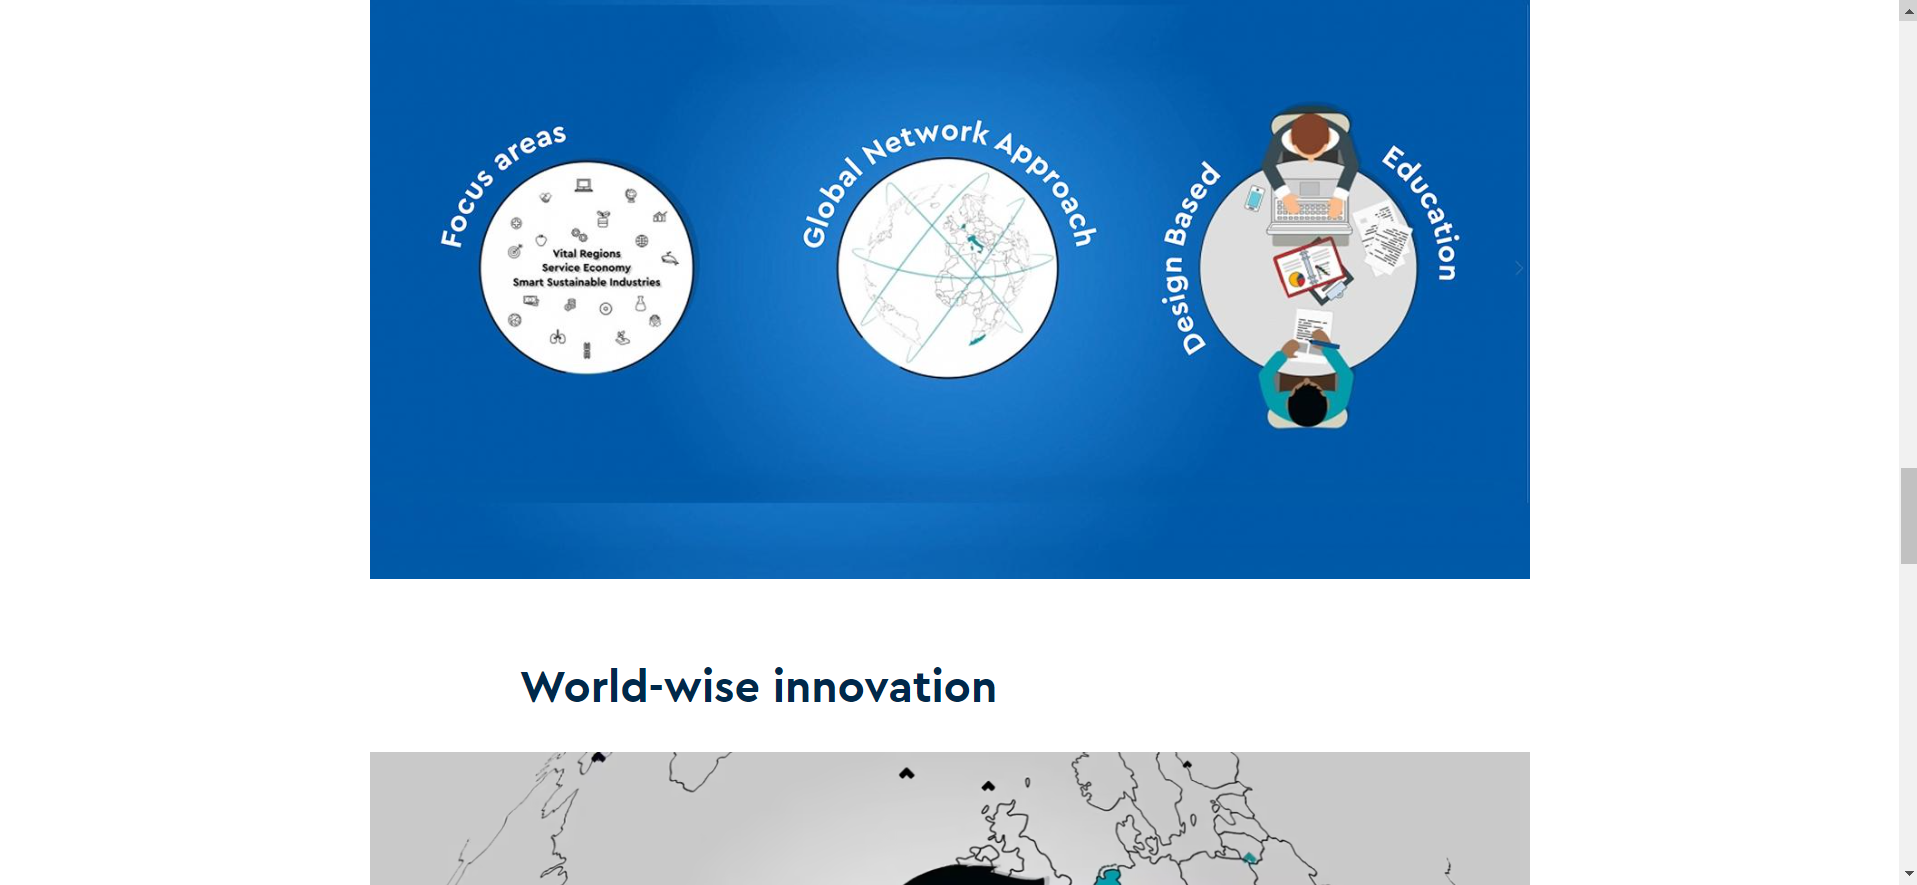 Focus areas
Vital Regions
Service Economy
Smart Sustainable Industries
Global Network Approach
Design Based
Education
World-wise innovation